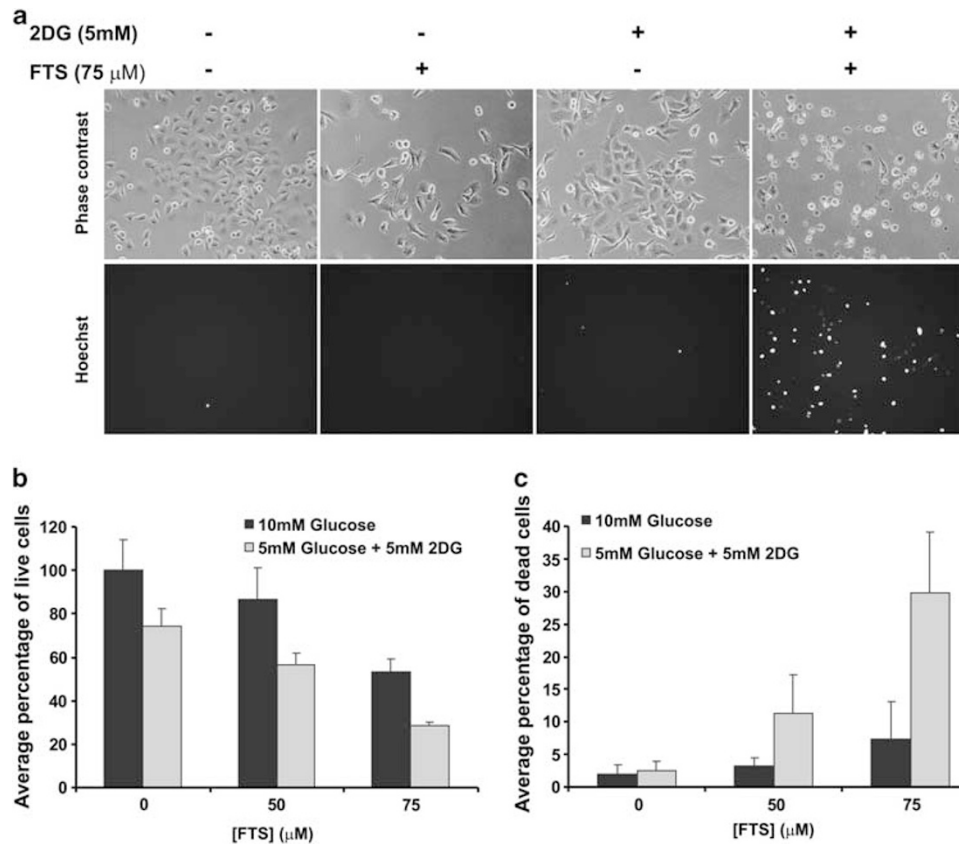 a
2DG (5mM) - - + +
FTS (75 μM) - + - +
Phase contrast
Hoechst
b
Average percentage of live cells
120
100
80
60
40
20
0
10mM Glucose
5mM Glucose + 5mM 2DG
0 50 75
[FTS] (μM)
c
Average percentage of dead cells
40
35
30
25
20
15
10
5
0
10mM Glucose
5mM Glucose + 5mM 2DG
0 50 75
[FTS] (μM)